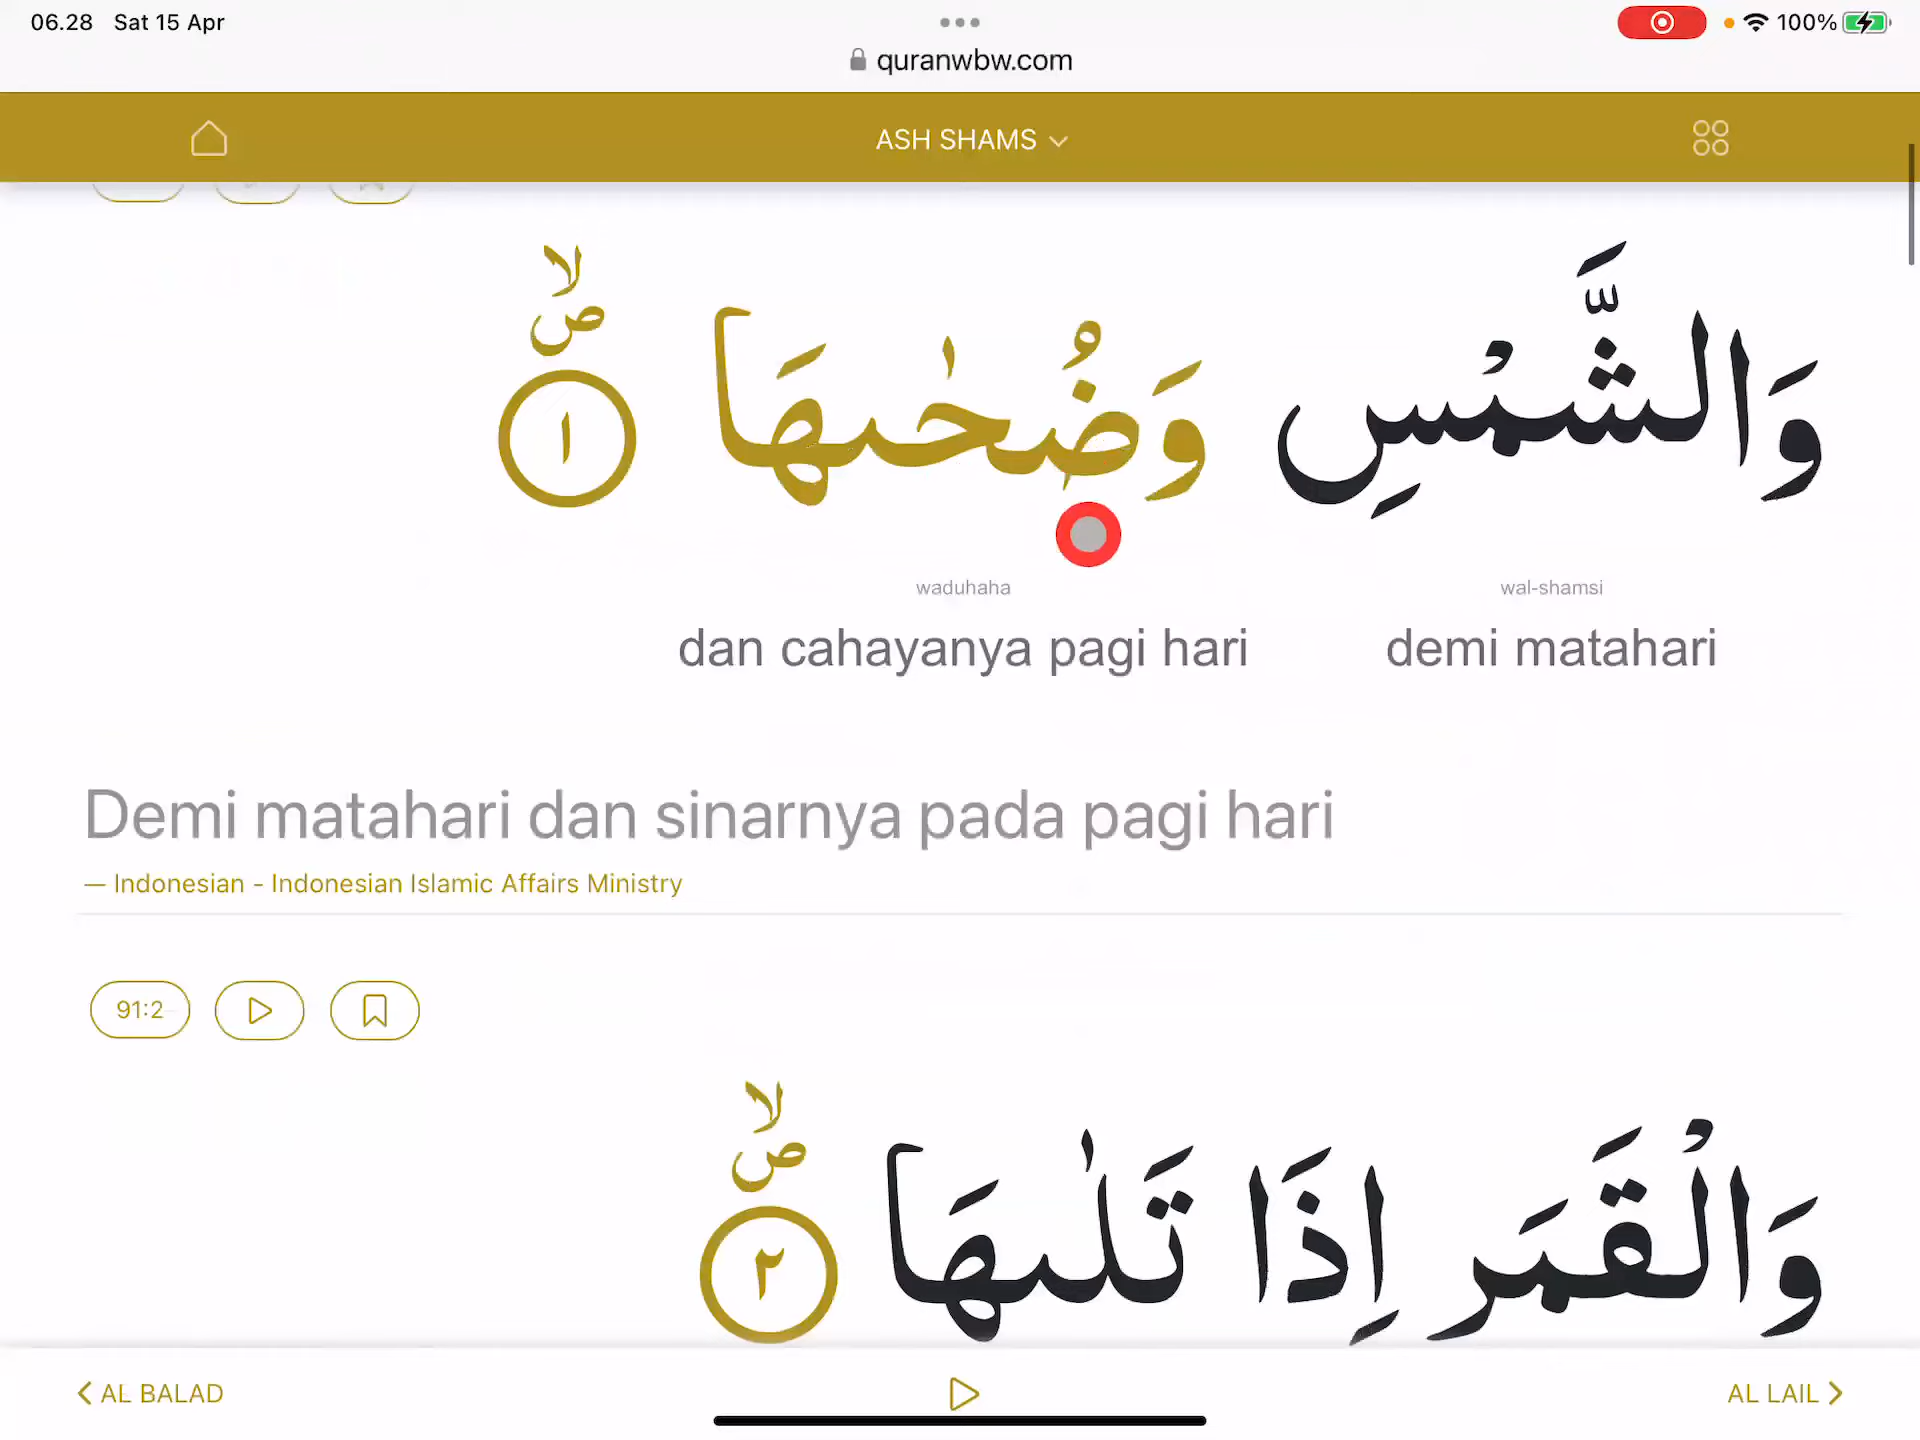 06.28 Sat 15 Apr
100%
quranwbw.com
ASH SHAMS
وَالشَّمْسِ وَضُحٰىهَا ۙ ۖ ١
wal-shamsi waduhaha
demi matahari dan cahayanya pagi hari
Demi matahari dan sinarnya pada pagi hari
— Indonesian - Indonesian Islamic Affairs Ministry
91:2
وَالْقَمَرِ اِذَا تَلٰىهَا ۙ ۖ ٢
AL BALAD
AL LAIL